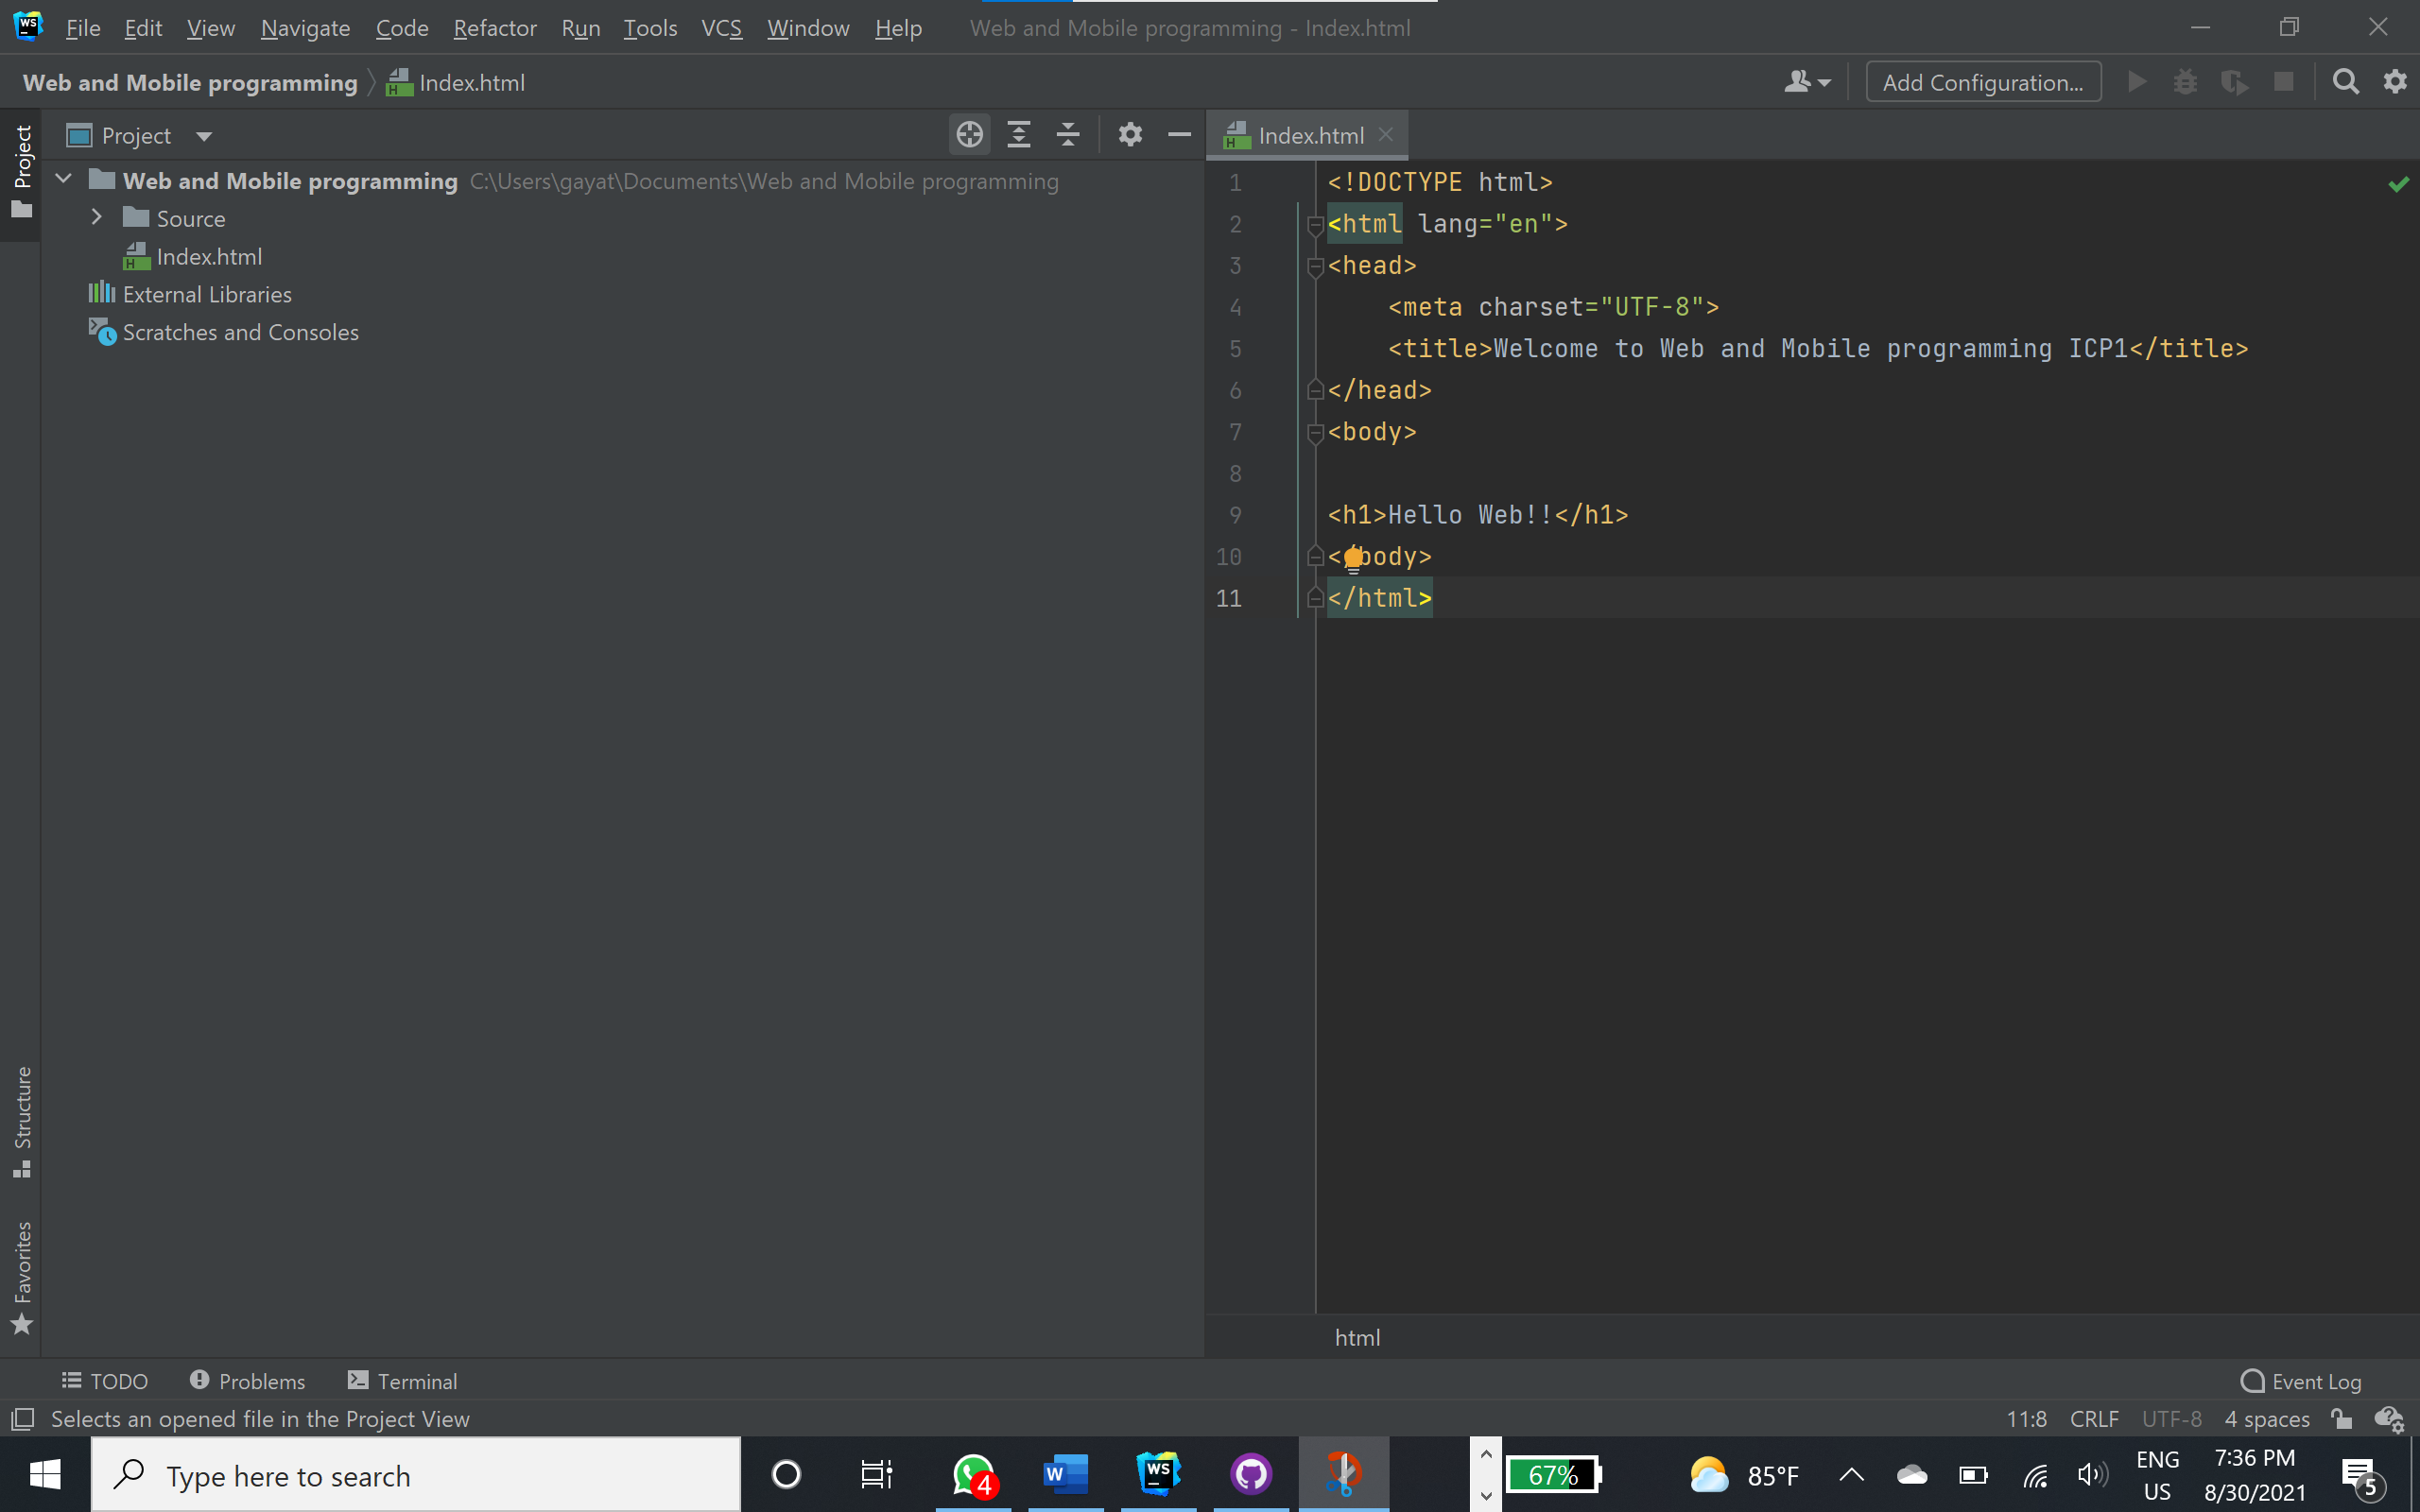 WS File Edit View Navigate Code Refactor Run Tools VCS Window Help Web and Mobile programming - Index.html
Web and Mobile programming Index.html Add Configuration...
Project
Project
Index.html
Web and Mobile programming C:\Users\gayat\Documents\Web and Mobile programming
Source
Index.html
External Libraries
Scratches and Consoles
1 <!DOCTYPE html>
2 <html lang="en">
3 <head>
4 <meta charset="UTF-8">
5 <title>Welcome to Web and Mobile programming ICP1</title>
6 </head>
7 <body>
8
9 <h1>Hello Web!!</h1>
10 </body>
11 </html>
Structure
Favorites
html
TODO Problems Terminal Event Log
Selects an opened file in the Project View 11:8 CRLF UTF-8 4 spaces
Type here to search 4 W WS 67% 85°F ENG US 7:36 PM 8/30/2021 5